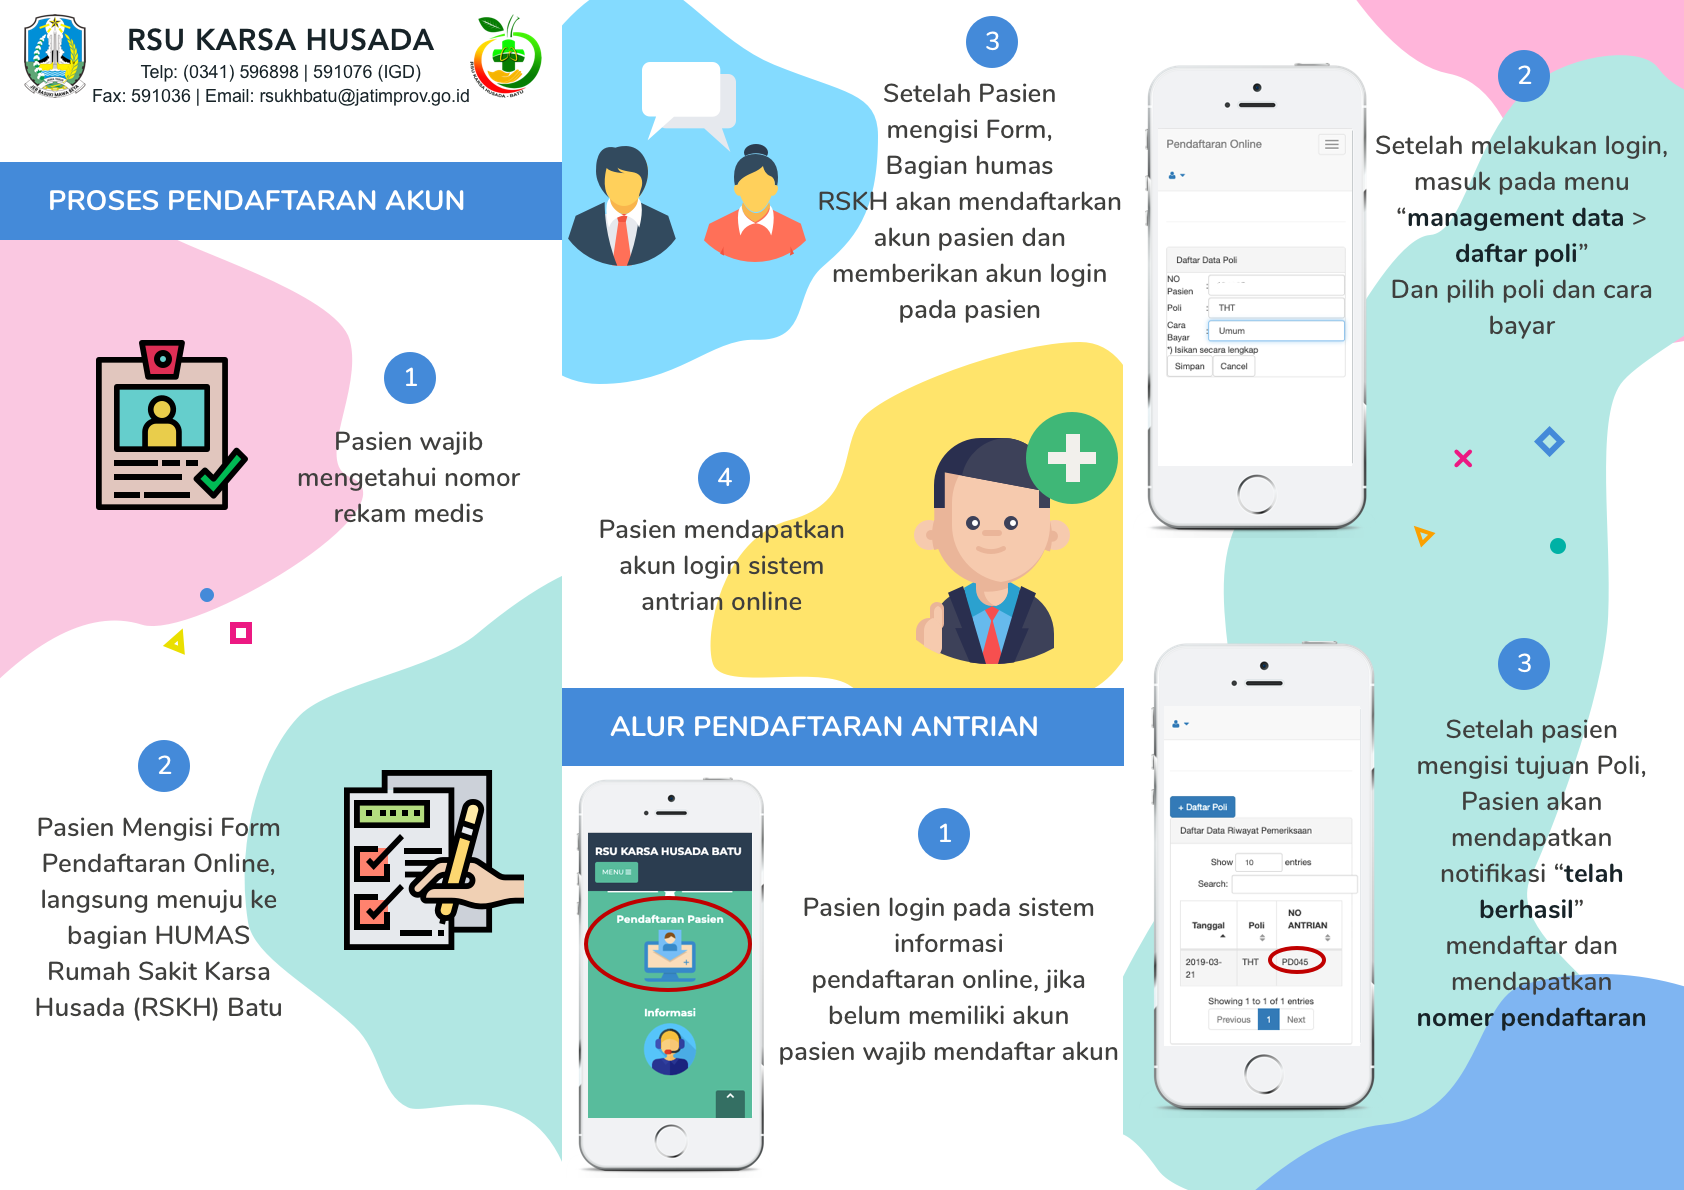 RSU KARSA HUSADA
Telp: (0341) 596898 | 591076 (IGD)
Fax: 591036 | Email: rsukhbatu@jatimprov.go.id
JER BASUKI MAWA BEYA
RSU KARSA HUSADA - BATU
PROSES PENDAFTARAN AKUN
1
Pasien wajib
mengetahui nomor
rekam medis
2
Pasien Mengisi Form
Pendaftaran Online,
langsung menuju ke
bagian HUMAS
Rumah Sakit Karsa
Husada (RSKH) Batu
3
Setelah Pasien
mengisi Form,
Bagian humas
RSKH akan mendaftarkan
akun pasien dan
memberikan akun login
pada pasien
4
Pasien mendapatkan
akun login sistem
antrian online
ALUR PENDAFTARAN ANTRIAN
RSU KARSA HUSADA BATU
MENU
Pendaftaran Pasien
Informasi
1
Pasien login pada sistem
informasi
pendaftaran online, jika
belum memiliki akun
pasien wajib mendaftar akun
Pendaftaran Online
Daftar Data Poli
NO
Pasien :
Poli : THT
Cara
Bayar : Umum
*) Isikan secara lengkap
Simpan Cancel
2
Setelah melakukan login,
masuk pada menu
“management data >
daftar poli”
Dan pilih poli dan cara
bayar
+ Daftar Poli
Daftar Data Riwayat Pemeriksaan
Show 10 entries
Search:
Tanggal Poli NO ANTRIAN
2019-03-21 THT PD045
Showing 1 to 1 of 1 entries
Previous 1 Next
3
Setelah pasien
mengisi tujuan Poli,
Pasien akan
mendapatkan
notifikasi “telah
berhasil”
mendaftar dan
mendapatkan
nomer pendaftaran